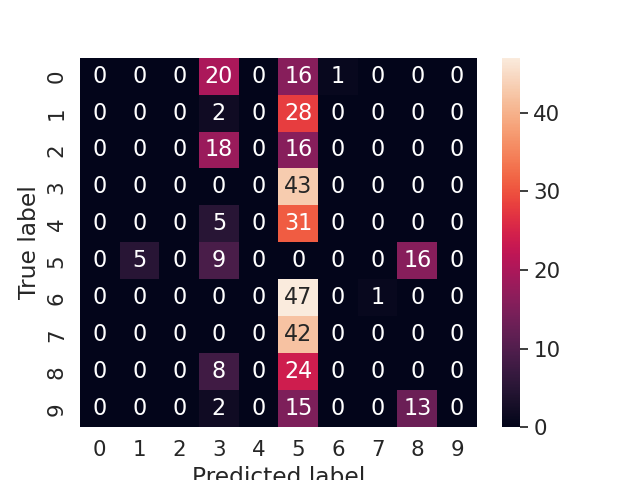 0 0 0 0 20 0 16 1 0 0 0
1 0 0 0 2 0 28 0 0 0 0
2 0 0 0 18 0 16 0 0 0 0
3 0 0 0 0 0 43 0 0 0 0
4 0 0 0 5 0 31 0 0 0 0
5 0 5 0 9 0 0 0 0 16 0
6 0 0 0 0 0 47 0 1 0 0
7 0 0 0 0 0 42 0 0 0 0
8 0 0 0 8 0 24 0 0 0 0
9 0 0 0 2 0 15 0 0 13 0
0 1 2 3 4 5 6 7 8 9
Predicted label
True label
40
30
20
10
0